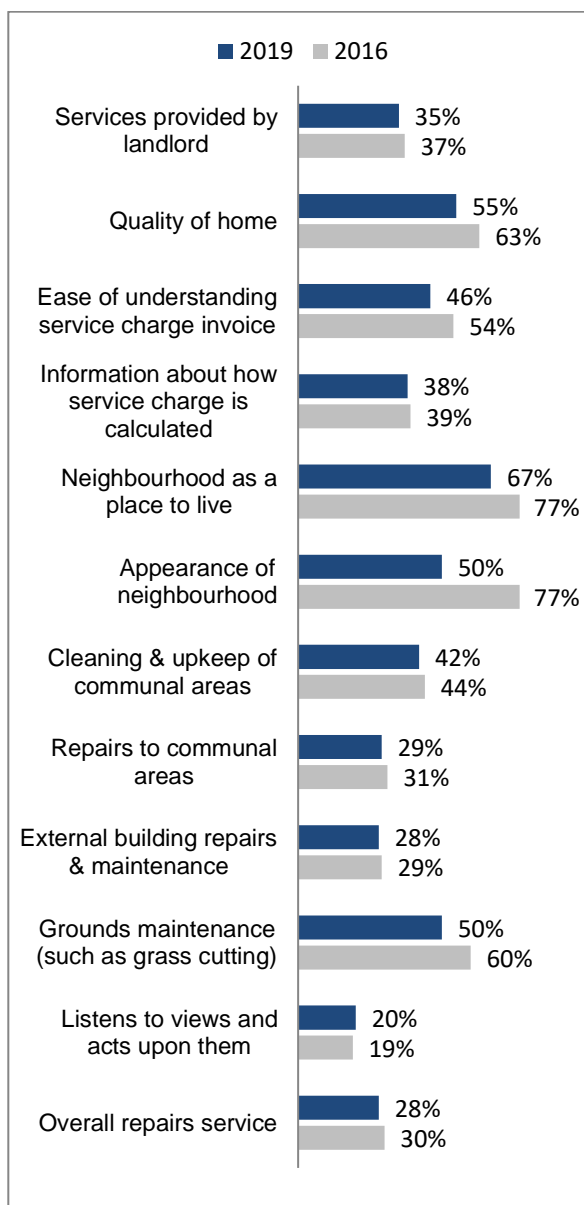 2019 2016
Services provided by
landlord
35%
37%
Quality of home
55%
63%
Ease of understanding
service charge invoice
46%
54%
Information about how
service charge is
calculated
38%
39%
Neighbourhood as a
place to live
67%
77%
Appearance of
neighbourhood
50%
77%
Cleaning & upkeep of
communal areas
42%
44%
Repairs to communal
areas
29%
31%
External building repairs
& maintenance
28%
29%
Grounds maintenance
(such as grass cutting)
50%
60%
Listens to views and
acts upon them
20%
19%
Overall repairs service
28%
30%